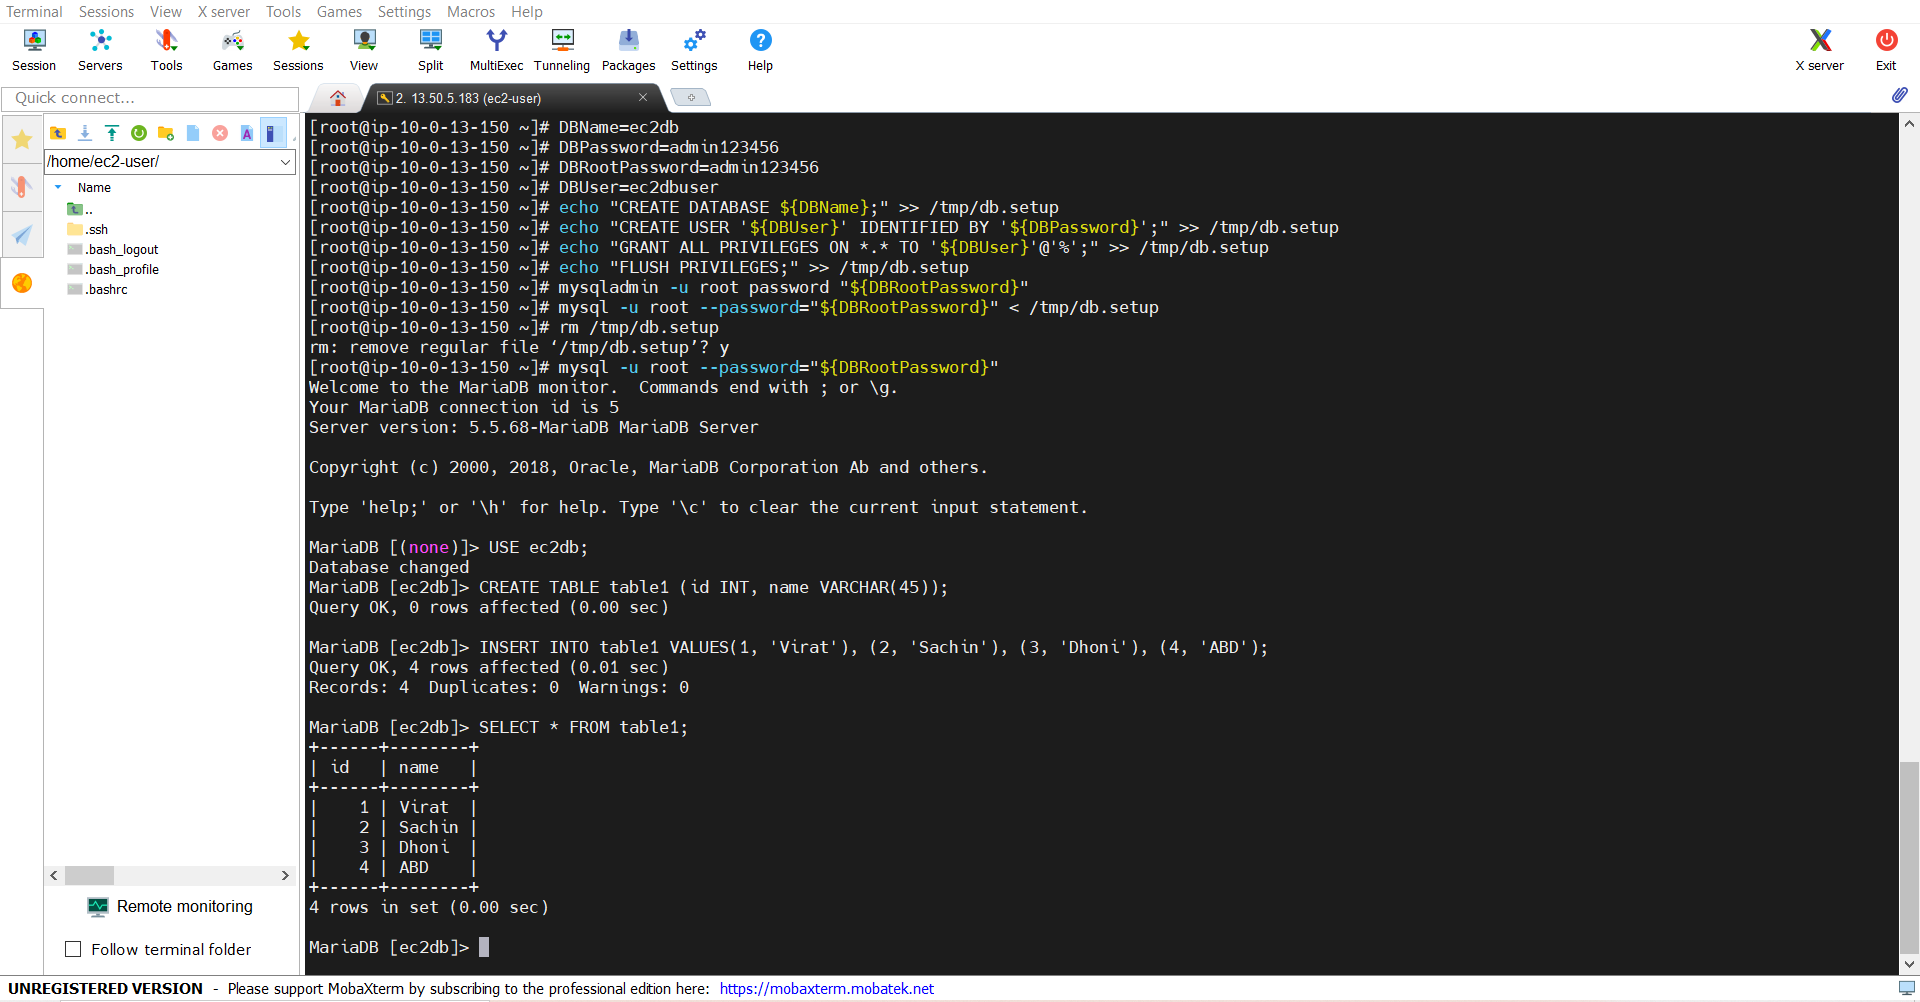 Terminal Sessions View X server Tools Games Settings Macros Help
Session Servers Tools Games Sessions View Split MultiExec Tunneling Packages Settings Help X server Exit
Quick connect...
2. 13.50.5.183 (ec2-user)
/home/ec2-user/
Name
..
.ssh
.bash_logout
.bash_profile
.bashrc
Remote monitoring
Follow terminal folder
[root@ip-10-0-13-150 ~]# DBName=ec2db
[root@ip-10-0-13-150 ~]# DBPassword=admin123456
[root@ip-10-0-13-150 ~]# DBRootPassword=admin123456
[root@ip-10-0-13-150 ~]# DBUser=ec2dbuser
[root@ip-10-0-13-150 ~]# echo "CREATE DATABASE ${DBName};" >> /tmp/db.setup
[root@ip-10-0-13-150 ~]# echo "CREATE USER '${DBUser}' IDENTIFIED BY '${DBPassword}';" >> /tmp/db.setup
[root@ip-10-0-13-150 ~]# echo "GRANT ALL PRIVILEGES ON *.* TO '${DBUser}'@'%';" >> /tmp/db.setup
[root@ip-10-0-13-150 ~]# echo "FLUSH PRIVILEGES;" >> /tmp/db.setup
[root@ip-10-0-13-150 ~]# mysqladmin -u root password "${DBRootPassword}"
[root@ip-10-0-13-150 ~]# mysql -u root --password="${DBRootPassword}" < /tmp/db.setup
[root@ip-10-0-13-150 ~]# rm /tmp/db.setup
rm: remove regular file ‘/tmp/db.setup’? y
[root@ip-10-0-13-150 ~]# mysql -u root --password="${DBRootPassword}"
Welcome to the MariaDB monitor.  Commands end with ; or \g.
Your MariaDB connection id is 5
Server version: 5.5.68-MariaDB MariaDB Server

Copyright (c) 2000, 2018, Oracle, MariaDB Corporation Ab and others.

Type 'help;' or '\h' for help. Type '\c' to clear the current input statement.

MariaDB [(none)]> USE ec2db;
Database changed
MariaDB [ec2db]> CREATE TABLE table1 (id INT, name VARCHAR(45));
Query OK, 0 rows affected (0.00 sec)

MariaDB [ec2db]> INSERT INTO table1 VALUES(1, 'Virat'), (2, 'Sachin'), (3, 'Dhoni'), (4, 'ABD');
Query OK, 4 rows affected (0.01 sec)
Records: 4  Duplicates: 0  Warnings: 0

MariaDB [ec2db]> SELECT * FROM table1;
+------+--------+
| id   | name   |
+------+--------+
|    1 | Virat  |
|    2 | Sachin |
|    3 | Dhoni  |
|    4 | ABD    |
+------+--------+
4 rows in set (0.00 sec)

MariaDB [ec2db]>
UNREGISTERED VERSION - Please support MobaXterm by subscribing to the professional edition here: https://mobaxterm.mobatek.net